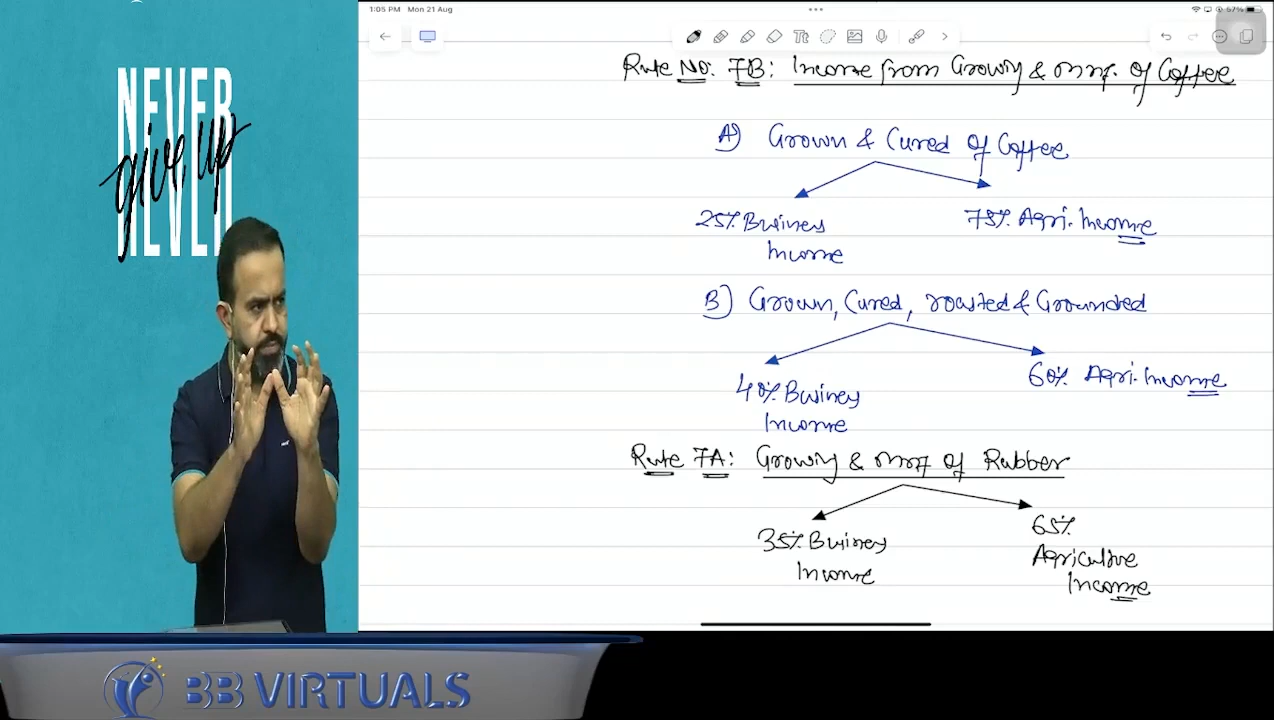 1:05 PM Mon 21 Aug
57%
NEVER
give up
NEVER
Rule No. 7B: Income from Growing & Mnf. of Coffee
A) Grown & Cured of Coffee
25% Business Income
75% Agri. Income
B) Grown, Cured, roasted & Grounded
40% Business Income
60% Agri. Income
Rule 7A: Growing & Mnf of Rubber
35% Business Income
65% Agriculture Income
BB VIRTUALS